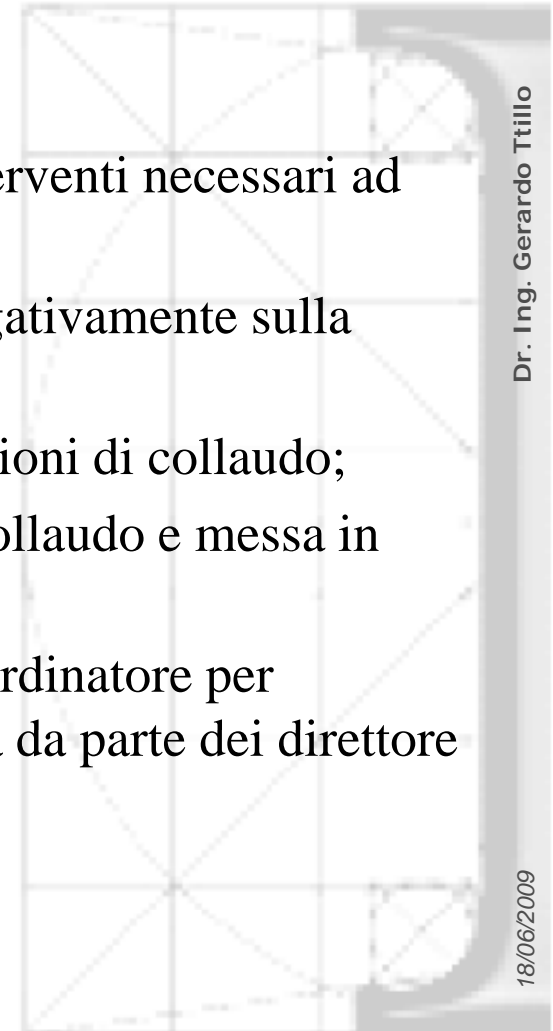 erventi necessari ad
gativamente sulla
ioni di collaudo;
ollaudo e messa in
rdinatore per
a da parte dei direttore
Dr. Ing. Gerardo Ttillo
18/06/2009